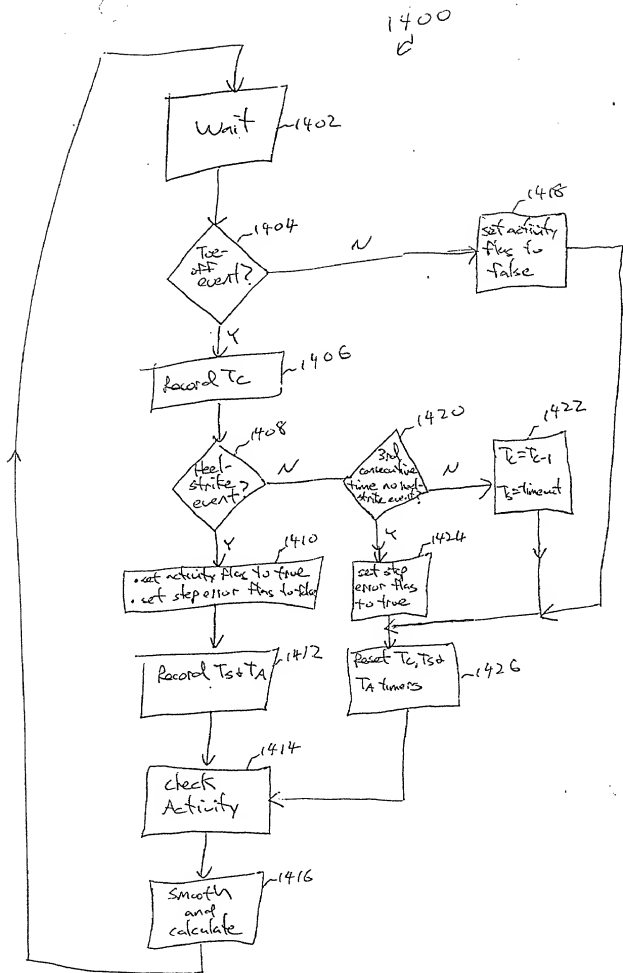 1400
Wait
1402
1404
Toe-
off
event?
N
1418
set activity
flag to
false
Y
Record Tc
1406
1408
Heel-
strike
event?
N
1420
3rd
consecutive
time no heel-
strike event?
N
1422
Tc=Tc-1
Ts=timeout
Y
1410
• set activity flag to true
• set step error flag to
Y
1424
set step
error flag
to true
Record Ts & TA
1412
Reset Tc, Ts &
TA timers
1426
1414
check
Activity
1416
Smooth
and
calculate